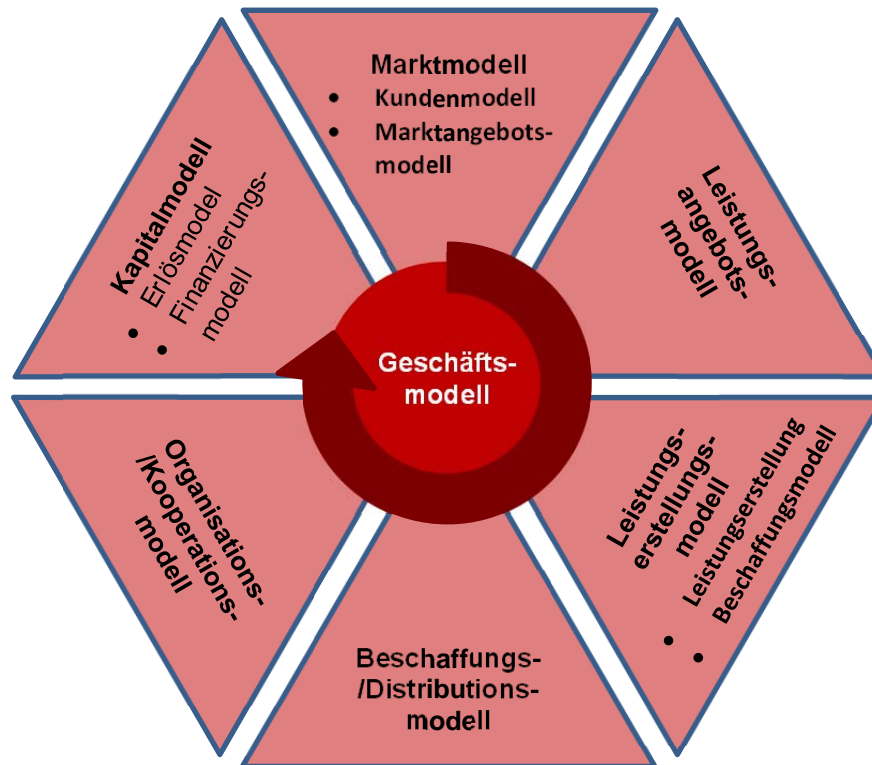 Marktmodell
• Kundenmodell
• Marktangebots-
modell
Leistungs-
angebots-
modell
Leistungs-
erstellungs-
modell
• Leistungserstellung
• Beschaffungsmodell
Beschaffungs-
/Distributions-
modell
Organisations-
/Kooperations-
modell
Kapitalmodell
• Erlösmodel
• Finanzierungs-
modell
Geschäfts-
modell